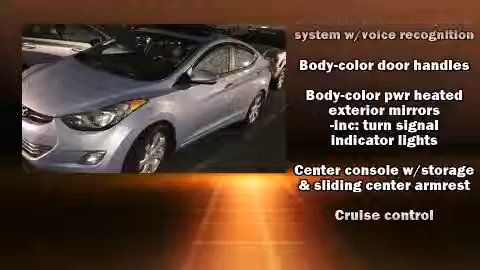 system w/voice recognition
Body-color door handles
Body-color pwr heated
exterior mirrors
-inc: turn signal
indicator lights
Center console w/storage
& sliding center armrest
Cruise control